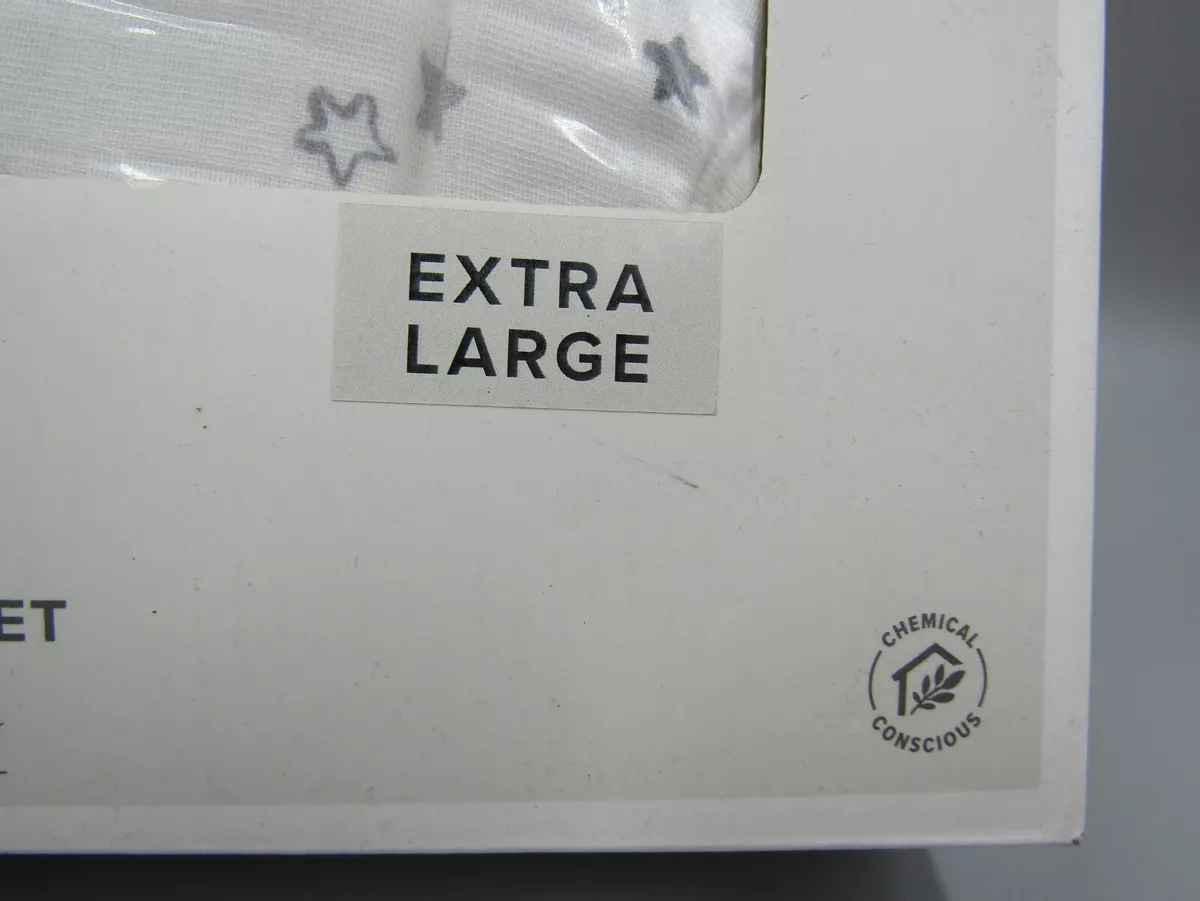 EXTRA
LARGE
ET
CHEMICAL
CONSCIOUS